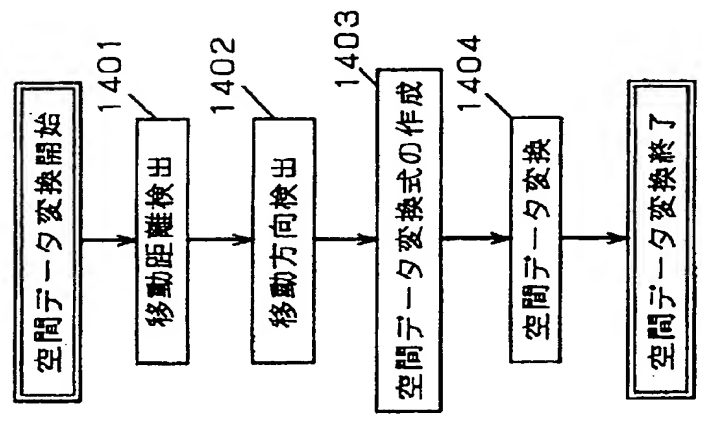 空間データ変換開始
1401
移動距離検出
1402
移動方向検出
1403
空間データ変換式の作成
1404
空間データ変換
空間データ変換終了